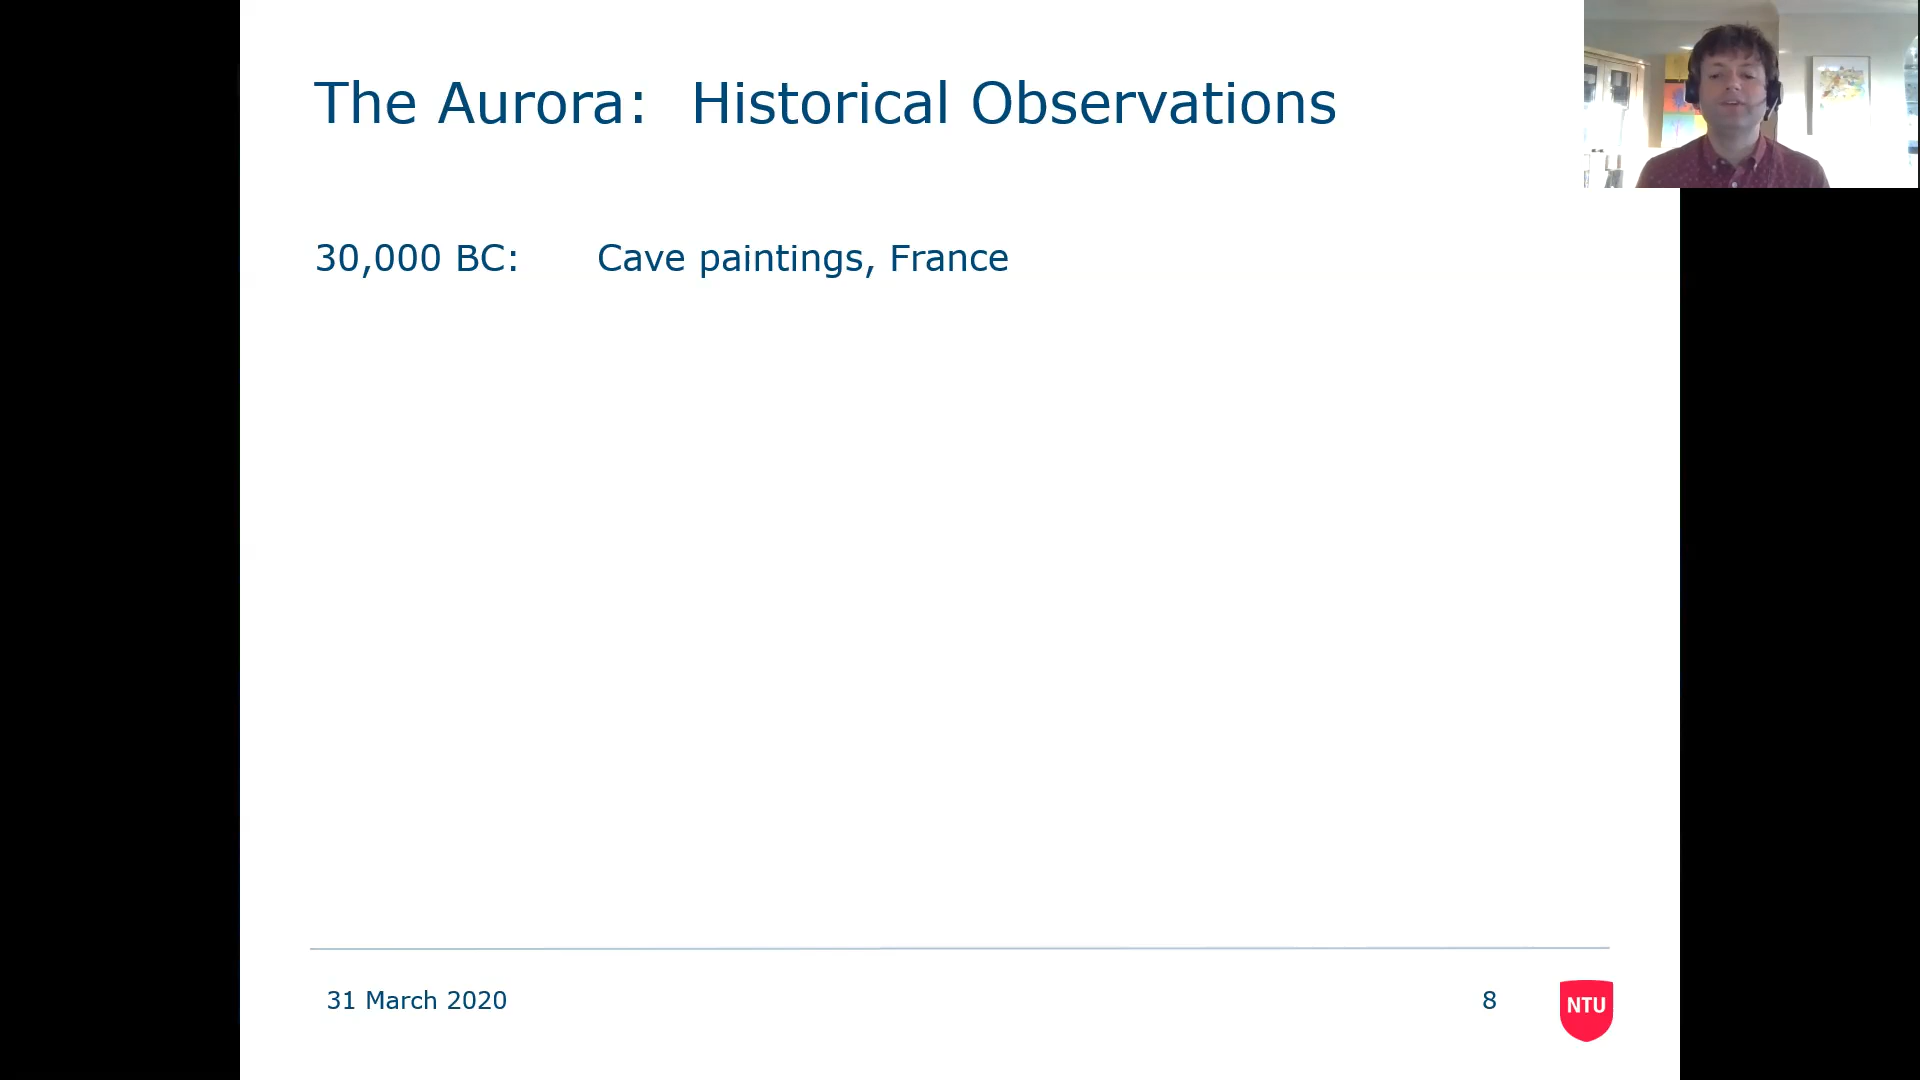 The Aurora: Historical Observations
30,000 BC: Cave paintings, France
31 March 2020
8
NTU